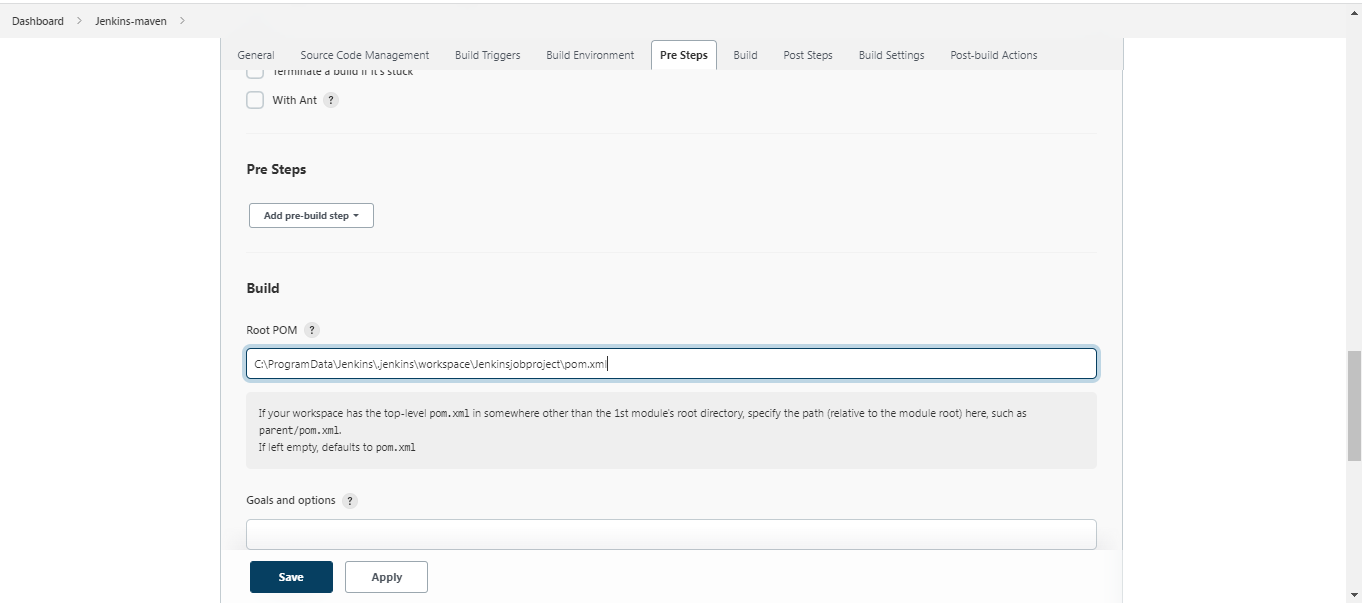 Dashboard > Jenkins-maven >
General Source Code Management Build Triggers Build Environment Pre Steps Build Post Steps Build Settings Post-build Actions
Terminate a build if it's stuck
With Ant ?
Pre Steps
Add pre-build step
Build
Root POM ?
C:\ProgramData\Jenkins\.jenkins\workspace\Jenkinsjobproject\pom.xml
If your workspace has the top-level pom.xml in somewhere other than the 1st module's root directory, specify the path (relative to the module root) here, such as
parent/pom.xml.
If left empty, defaults to pom.xml
Goals and options ?
Save Apply